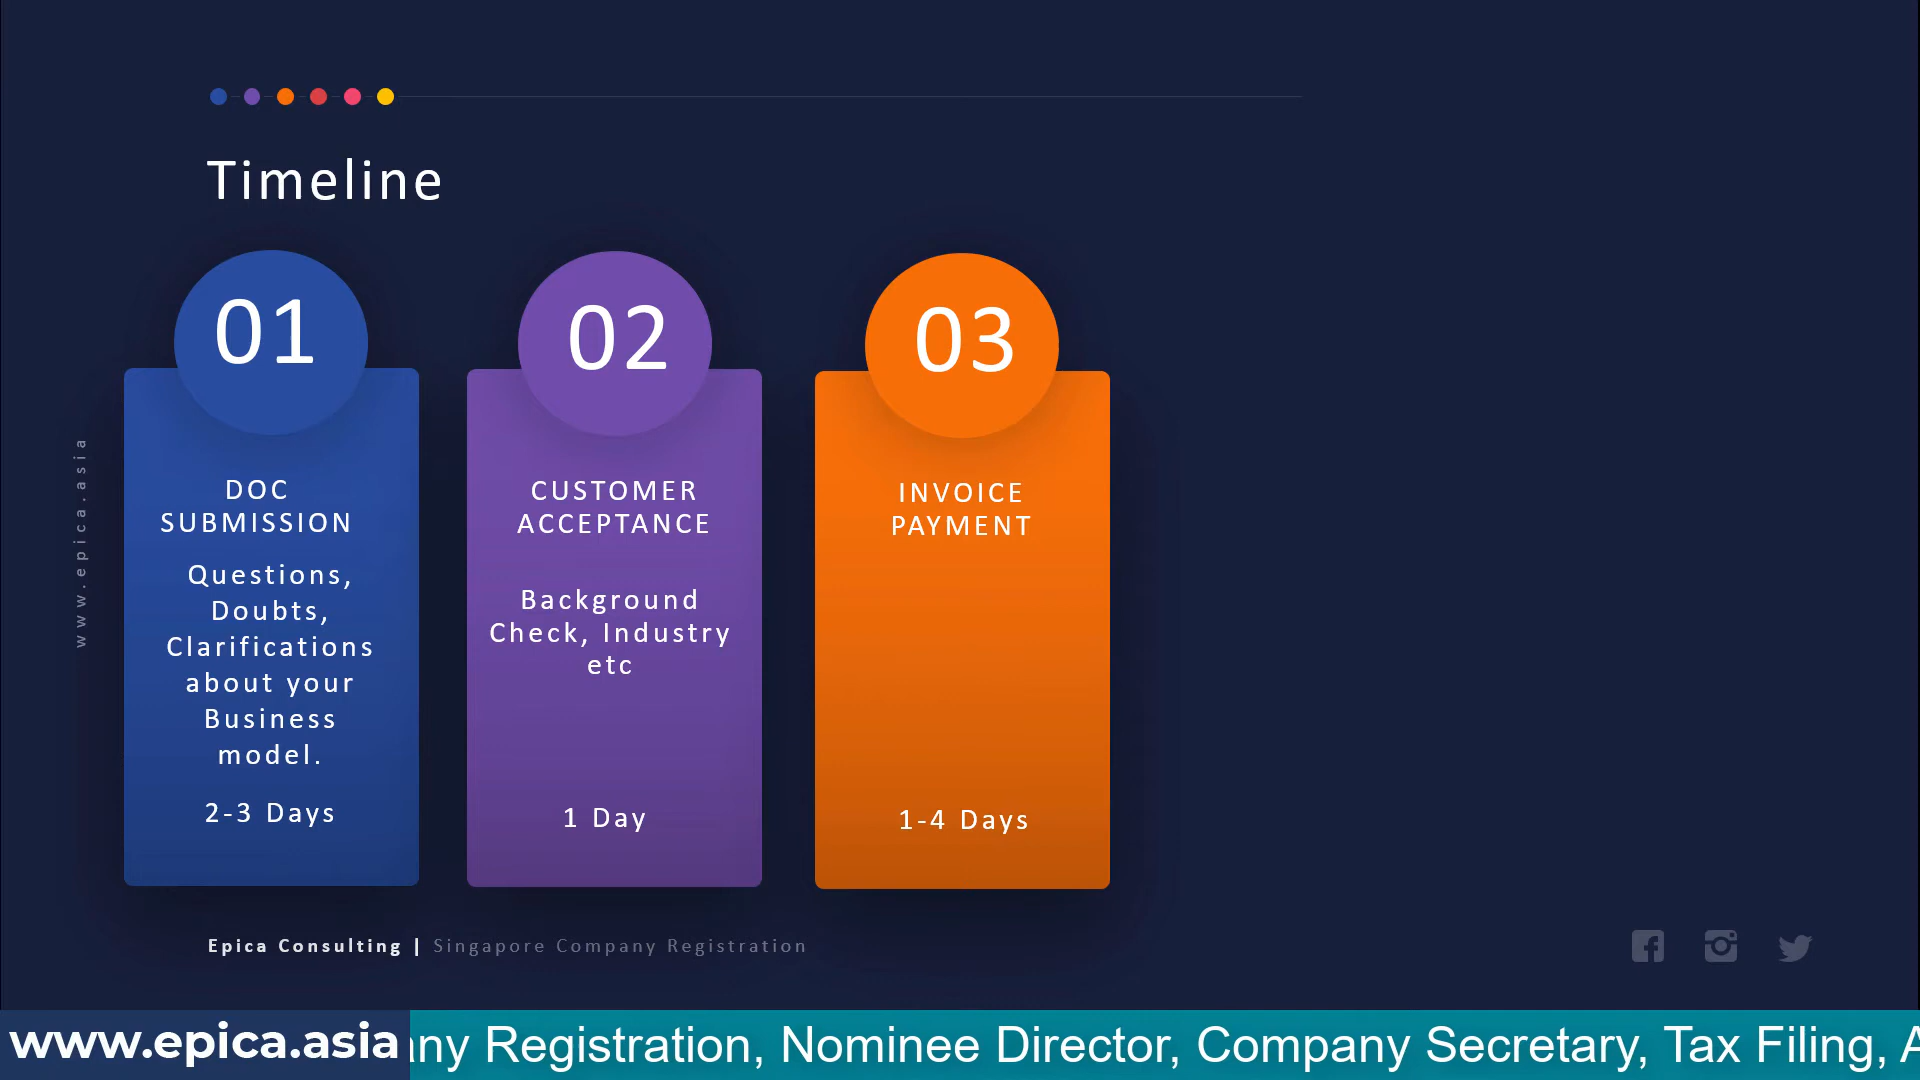 Timeline
01
DOC
SUBMISSION
Questions,
Doubts,
Clarifications
about your
Business
model.
2-3 Days
02
CUSTOMER
ACCEPTANCE
Background
Check, Industry
etc
1 Day
03
INVOICE
PAYMENT
1-4 Days
www.epica.asia
Epica Consulting | Singapore Company Registration
www.epica.asia
Registration, Nominee Director, Company Secretary, Tax Filing,